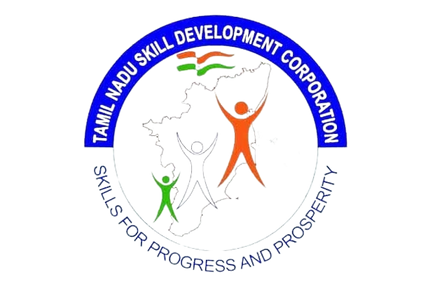 TAMIL NADU SKILL DEVELOPMENT CORPORATION
SKILLS FOR PROGRESS AND PROSPERITY